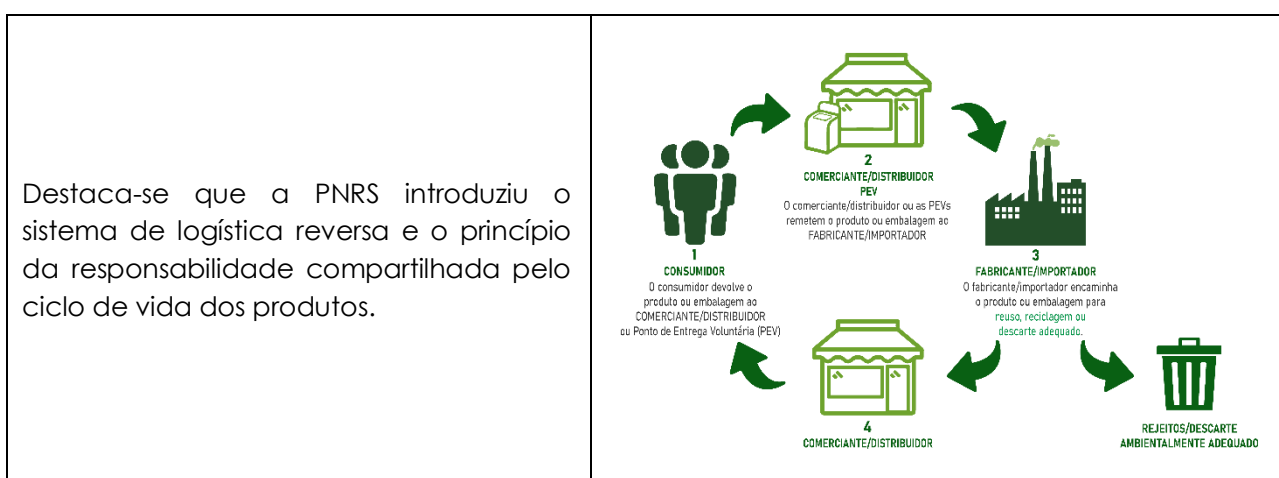 Destaca-se que a PNRS introduziu o
sistema de logística reversa e o princípio
da responsabilidade compartilhada pelo
ciclo de vida dos produtos.
1
CONSUMIDOR
O consumidor devolve o
produto ou embalagem ao
COMERCIANTE/DISTRIBUIDOR
ou Ponto de Entrega Voluntária (PEV)
2
COMERCIANTE/DISTRIBUIDOR
PEV
O comerciante/distribuidor ou as PEVs
remetem o produto ou embalagem ao
FABRICANTE/IMPORTADOR
3
FABRICANTE/IMPORTADOR
O fabricante/importador encaminha
o produto ou embalagem para
reuso, reciclagem ou
descarte adequado.
4
COMERCIANTE/DISTRIBUIDOR
REJEITOS/DESCARTE
AMBIENTALMENTE ADEQUADO